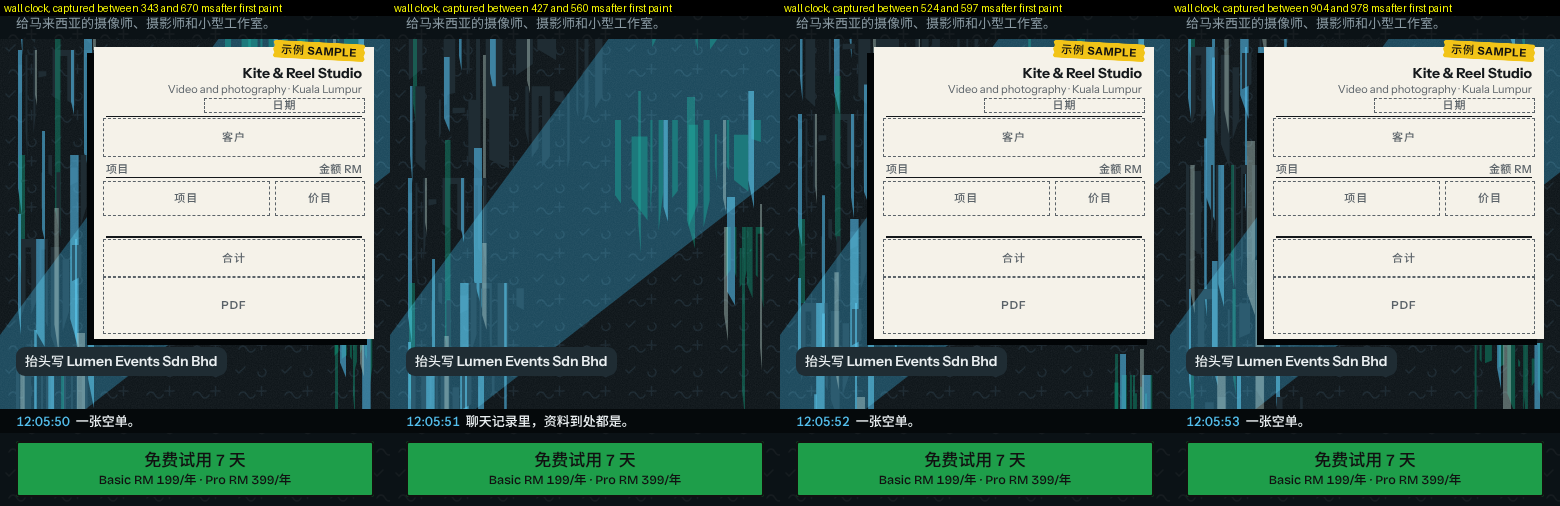 wall clock, captured between 343 and 670 ms after first paint
给马来西亚的摄像师、摄影师和小型工作室。
示例 SAMPLE
Kite & Reel Studio
Video and photography · Kuala Lumpur
日期
客户
项目 金额 RM
项目 价目
合计
PDF
抬头写 Lumen Events Sdn Bhd
12:05:50 一张空单。
免费试用 7 天
Basic RM 199/年 · Pro RM 399/年
wall clock, captured between 427 and 560 ms after first paint
给马来西亚的摄像师、摄影师和小型工作室。
抬头写 Lumen Events Sdn Bhd
12:05:51 聊天记录里，资料到处都是。
免费试用 7 天
Basic RM 199/年 · Pro RM 399/年
wall clock, captured between 524 and 597 ms after first paint
给马来西亚的摄像师、摄影师和小型工作室。
示例 SAMPLE
Kite & Reel Studio
Video and photography · Kuala Lumpur
日期
客户
项目 金额 RM
项目 价目
合计
PDF
抬头写 Lumen Events Sdn Bhd
12:05:52 一张空单。
免费试用 7 天
Basic RM 199/年 · Pro RM 399/年
wall clock, captured between 904 and 978 ms after first paint
给马来西亚的摄像师、摄影师和小型工作室。
示例 SAMPLE
Kite & Reel Studio
Video and photography · Kuala Lumpur
日期
客户
项目 金额 RM
项目 价目
合计
PDF
抬头写 Lumen Events Sdn Bhd
12:05:53 一张空单。
免费试用 7 天
Basic RM 199/年 · Pro RM 399/年